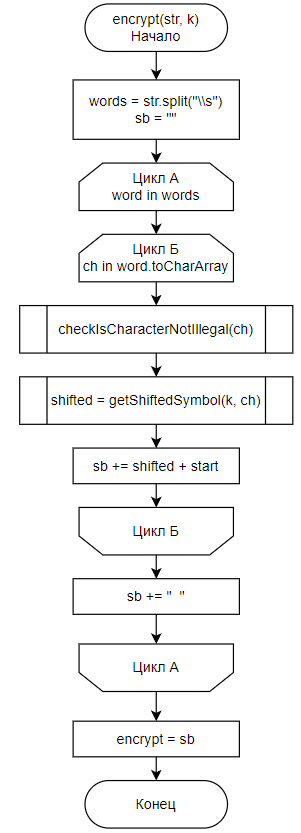 encrypt(str, k)
Начало
words = str.split("\\s")
sb = ""
Цикл А
word in words
Цикл Б
ch in word.toCharArray
checkIsCharacterNotIllegal(ch)
shifted = getShiftedSymbol(k, ch)
sb += shifted + start
Цикл Б
sb += "  "
Цикл А
encrypt = sb
Конец